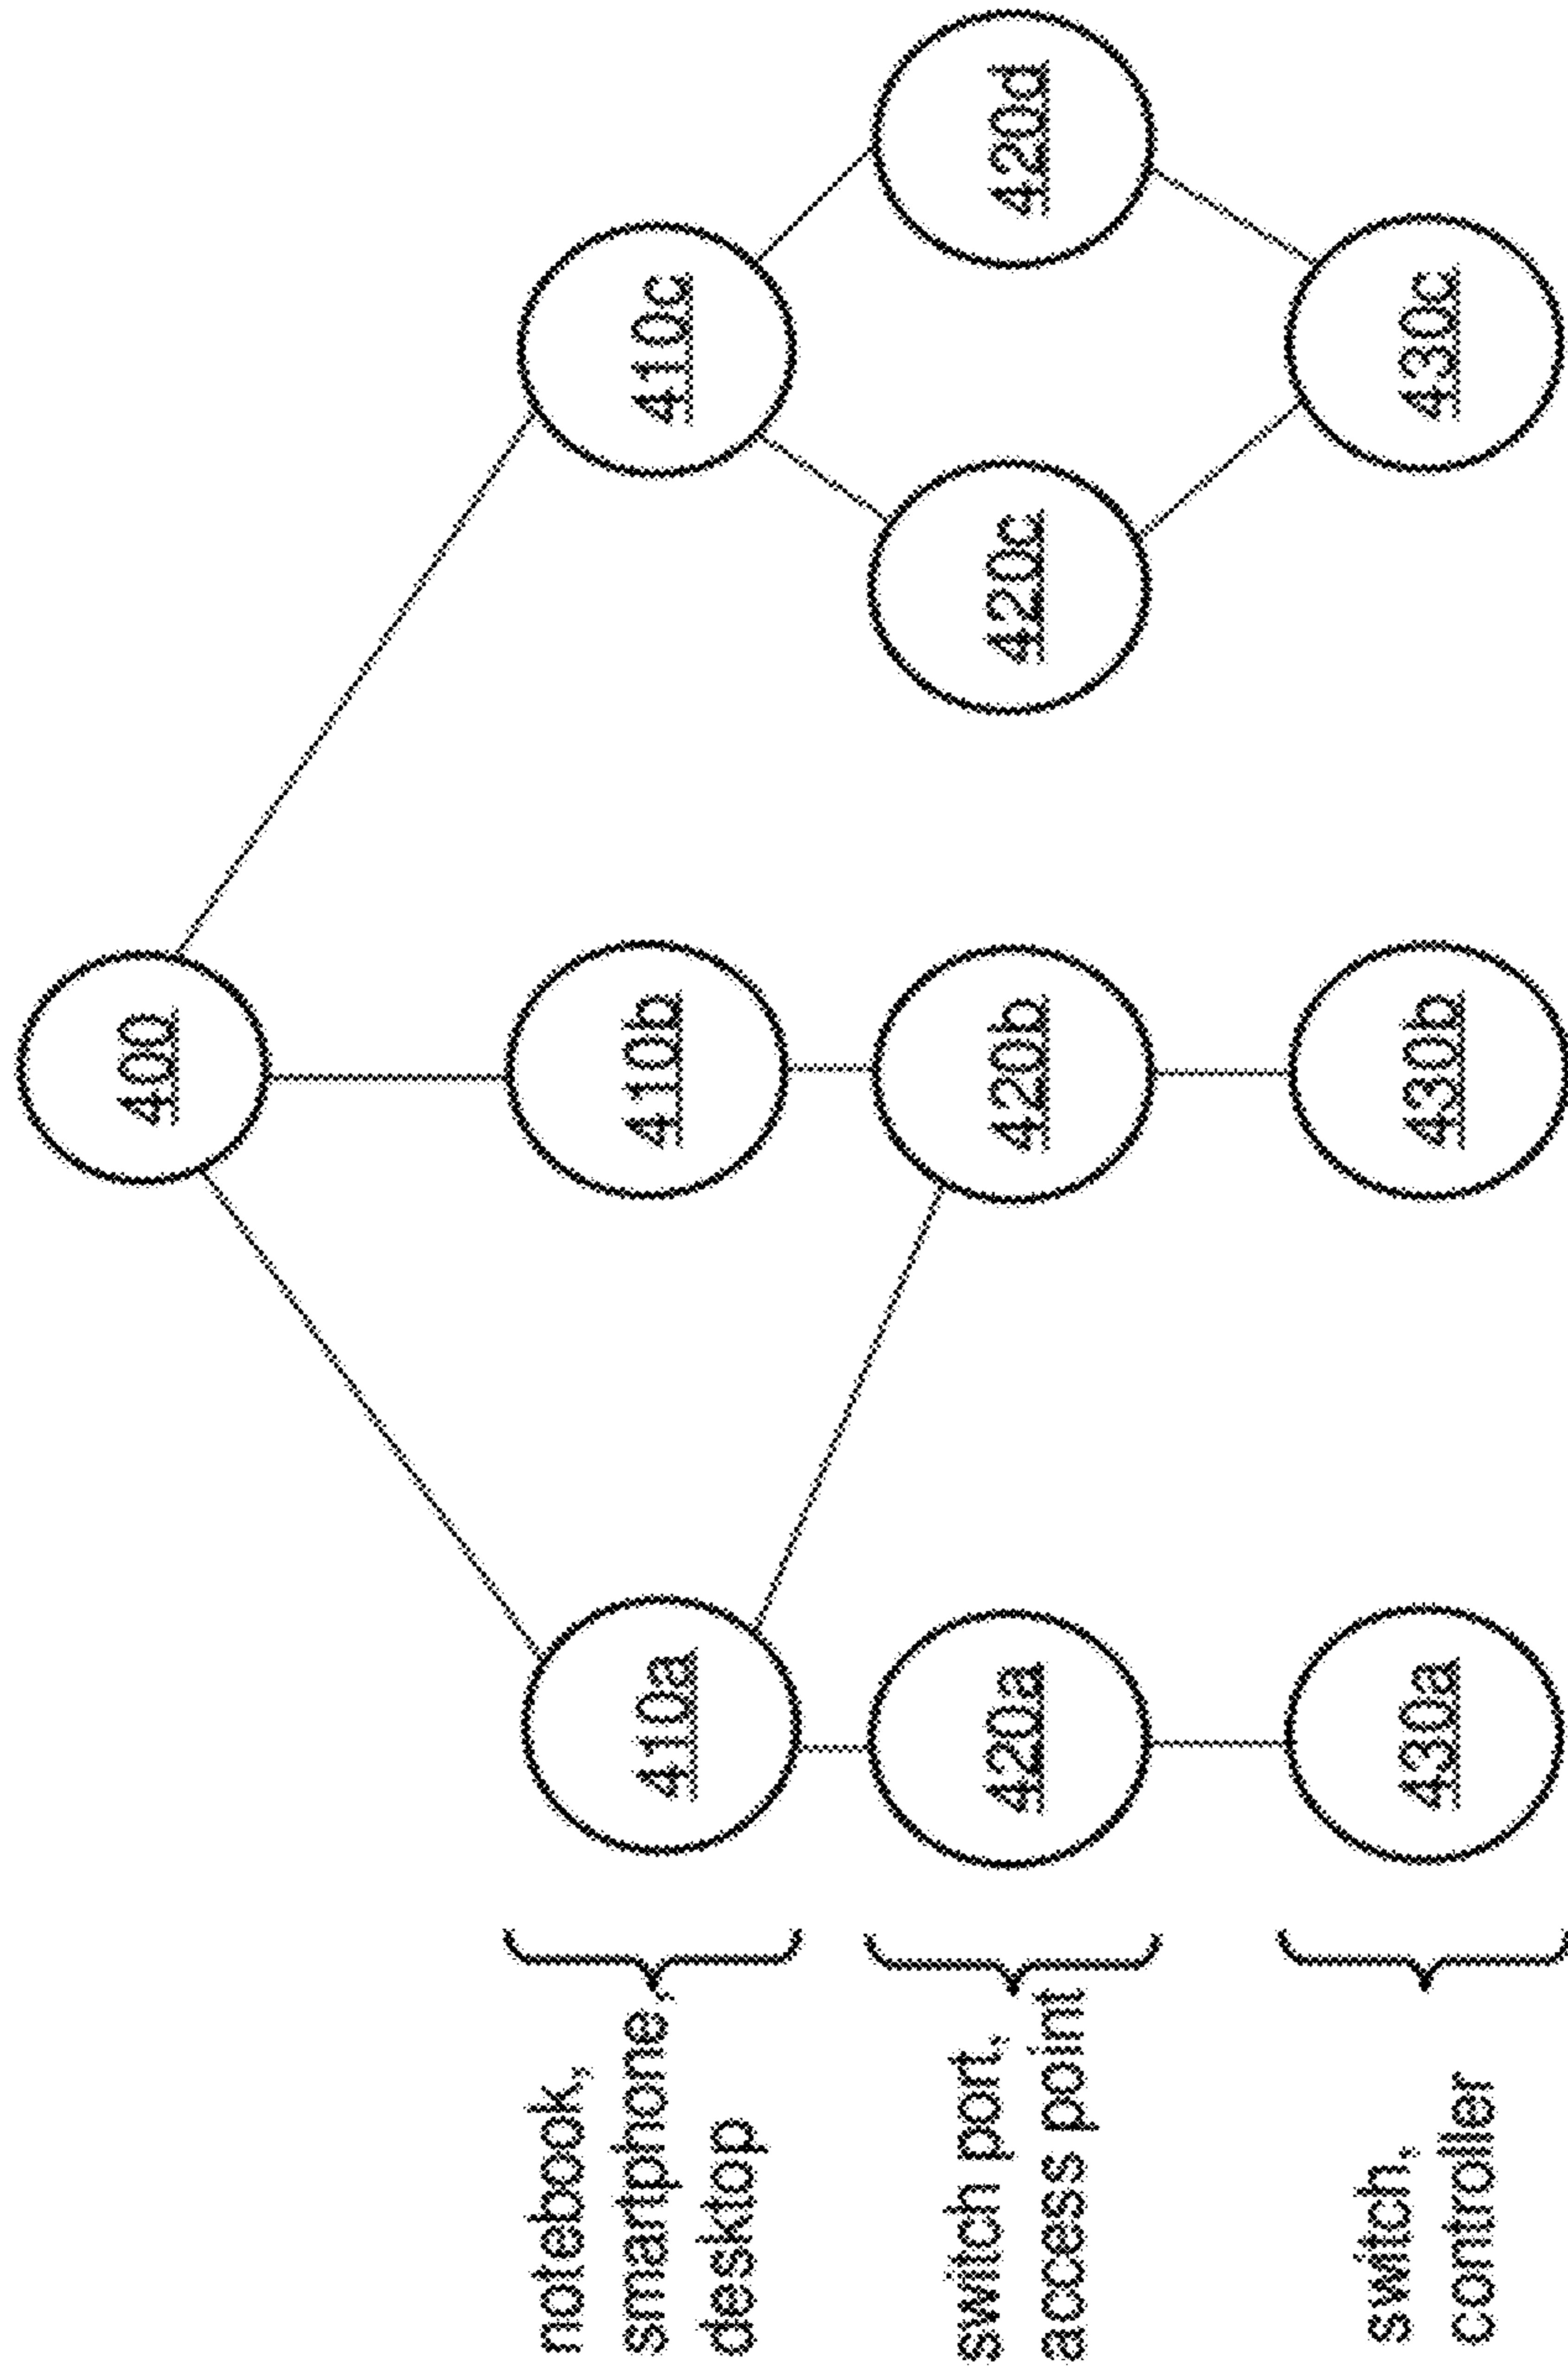 400
notebook,
smartphone,
desktop
410a
410b
410c
switch port,
access point
420a
420b
420c
420d
switch,
controller
430a
430b
430c